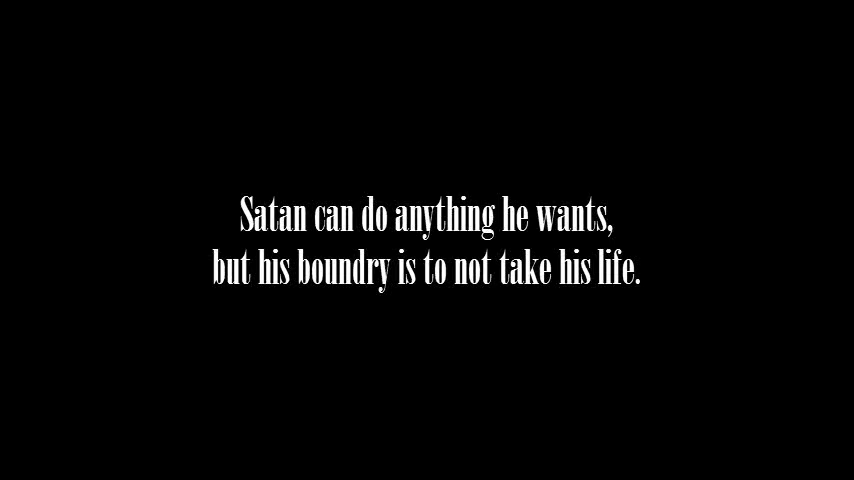 Satan can do anything he wants,
but his boundry is to not take his life.